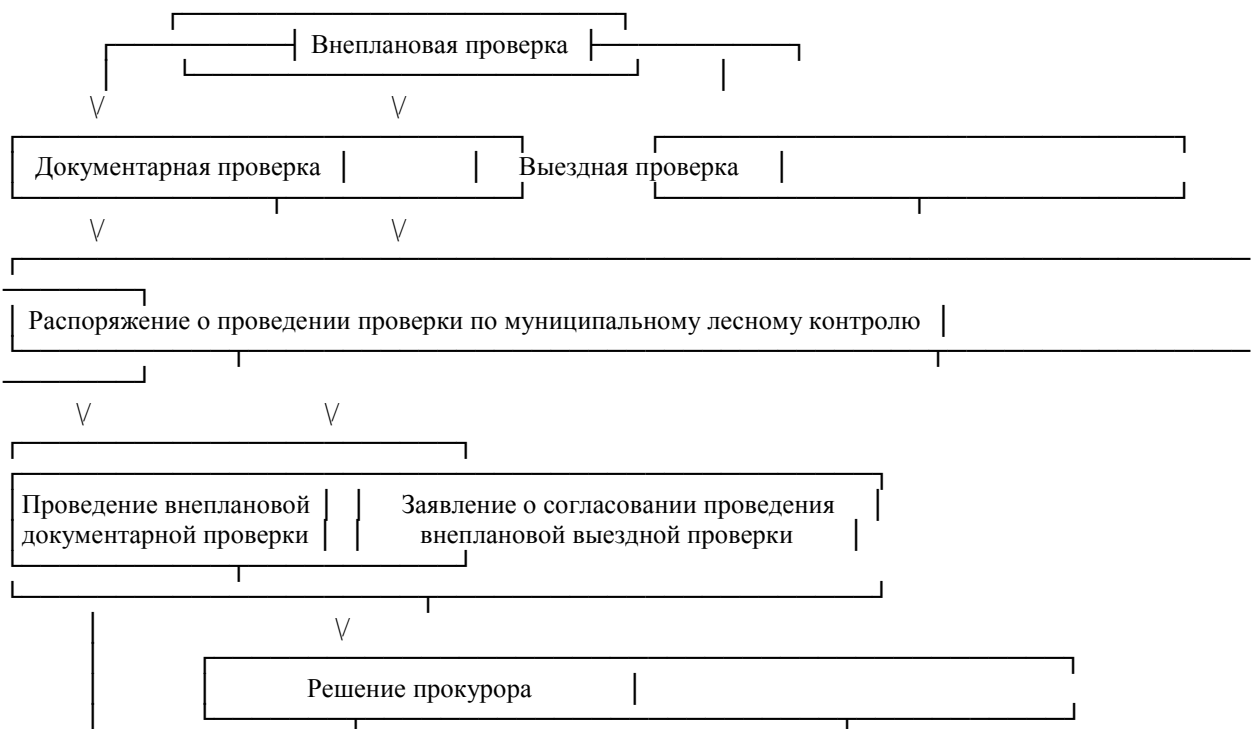 Внеплановая проверка
Документарная проверка Выездная проверка
Распоряжение о проведении проверки по муниципальному лесному контролю
Проведение внеплановой Заявление о согласовании проведения
документарной проверки внеплановой выездной проверки
Решение прокурора